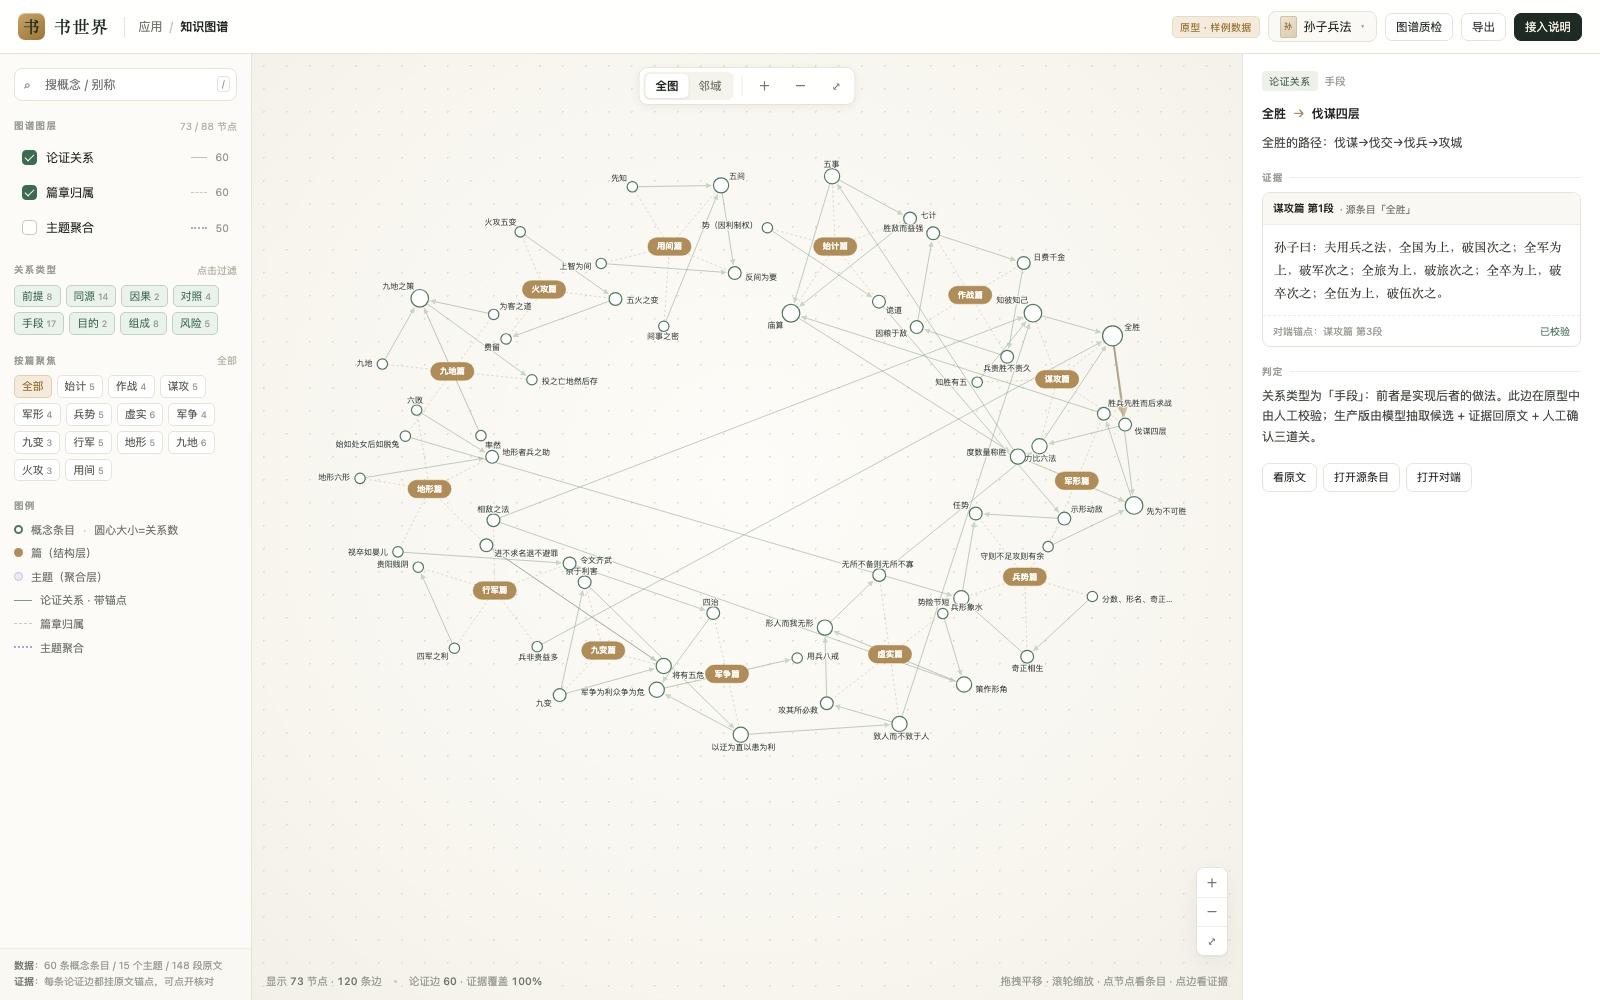 书 书世界 应用 / 知识图谱
原型 · 样例数据 孙 孙子兵法 图谱质检 导出 接入说明
搜概念 / 别称 /
图谱图层 73 / 88 节点
论证关系 60
篇章归属 60
主题聚合 50
关系类型 点击过滤
前提 8 同源 14 因果 2 对照 4
手段 17 目的 2 组成 8 风险 5
按篇聚焦 全部
全部 始计 5 作战 4 谋攻 5
军形 4 兵势 5 虚实 6 军争 4
九变 3 行军 5 地形 5 九地 6
火攻 3 用间 5
图例
概念条目 · 圆心大小=关系数
篇（结构层）
主题（聚合层）
论证关系 · 带锚点
篇章归属
主题聚合
数据：60 条概念条目 / 15 个主题 / 148 段原文
证据：每条论证边都挂原文锚点，可点开核对
全图 邻域 + −
五事
先知
五间
七计
火攻五变
势（因利制权）
胜敌而益强
用间篇
始计篇
日费千金
上智为间
反间为要
九地之策
火攻篇
作战篇
五火之变
为客之道
知彼知己
诡道
庙算
间事之密
因粮于敌
全胜
费留
九地
兵贵胜不贵久
九地篇
投之亡地然后存
知胜有五
谋攻篇
六败
胜兵先胜而后求战
伐谋四层
始如处女后如脱兔
率然
地形者兵之助
度数量称胜
力比六法
地形六形
地形篇
军形篇
相敌之法
任势
示形动敌
先为不可胜
视卒如婴儿
进不求名退不避罪
令文齐武
守则不足攻则有余
贵阳贱阴
杂于利害
无所不备则无所不寡
兵势篇
行军篇
四治
势险节短
兵形象水
分数、形名、奇正...
形人而我无形
四军之利
兵非贵益多
九变篇
用兵八戒
虚实篇
奇正相生
将有五危
军争篇
九变
军争为利众争为危
策作形角
攻其所必救
致人而不致于人
以迂为直以患为利
+
−
显示 73 节点 · 120 条边 • 论证边 60 · 证据覆盖 100%
拖拽平移 · 滚轮缩放 · 点节点看条目 · 点边看证据
论证关系 手段
全胜 → 伐谋四层
全胜的路径：伐谋→伐交→伐兵→攻城
证据
谋攻篇 第1段 · 源条目「全胜」
孙子曰：夫用兵之法，全国为上，破国次之；全军为
上，破军次之；全旅为上，破旅次之；全卒为上，破
卒次之；全伍为上，破伍次之。
对端锚点：谋攻篇 第3段 已校验
判定
关系类型为「手段」：前者是实现后者的做法。此边在原型中
由人工校验；生产版由模型抽取候选 + 证据回原文 + 人工确
认三道关。
看原文 打开源条目 打开对端